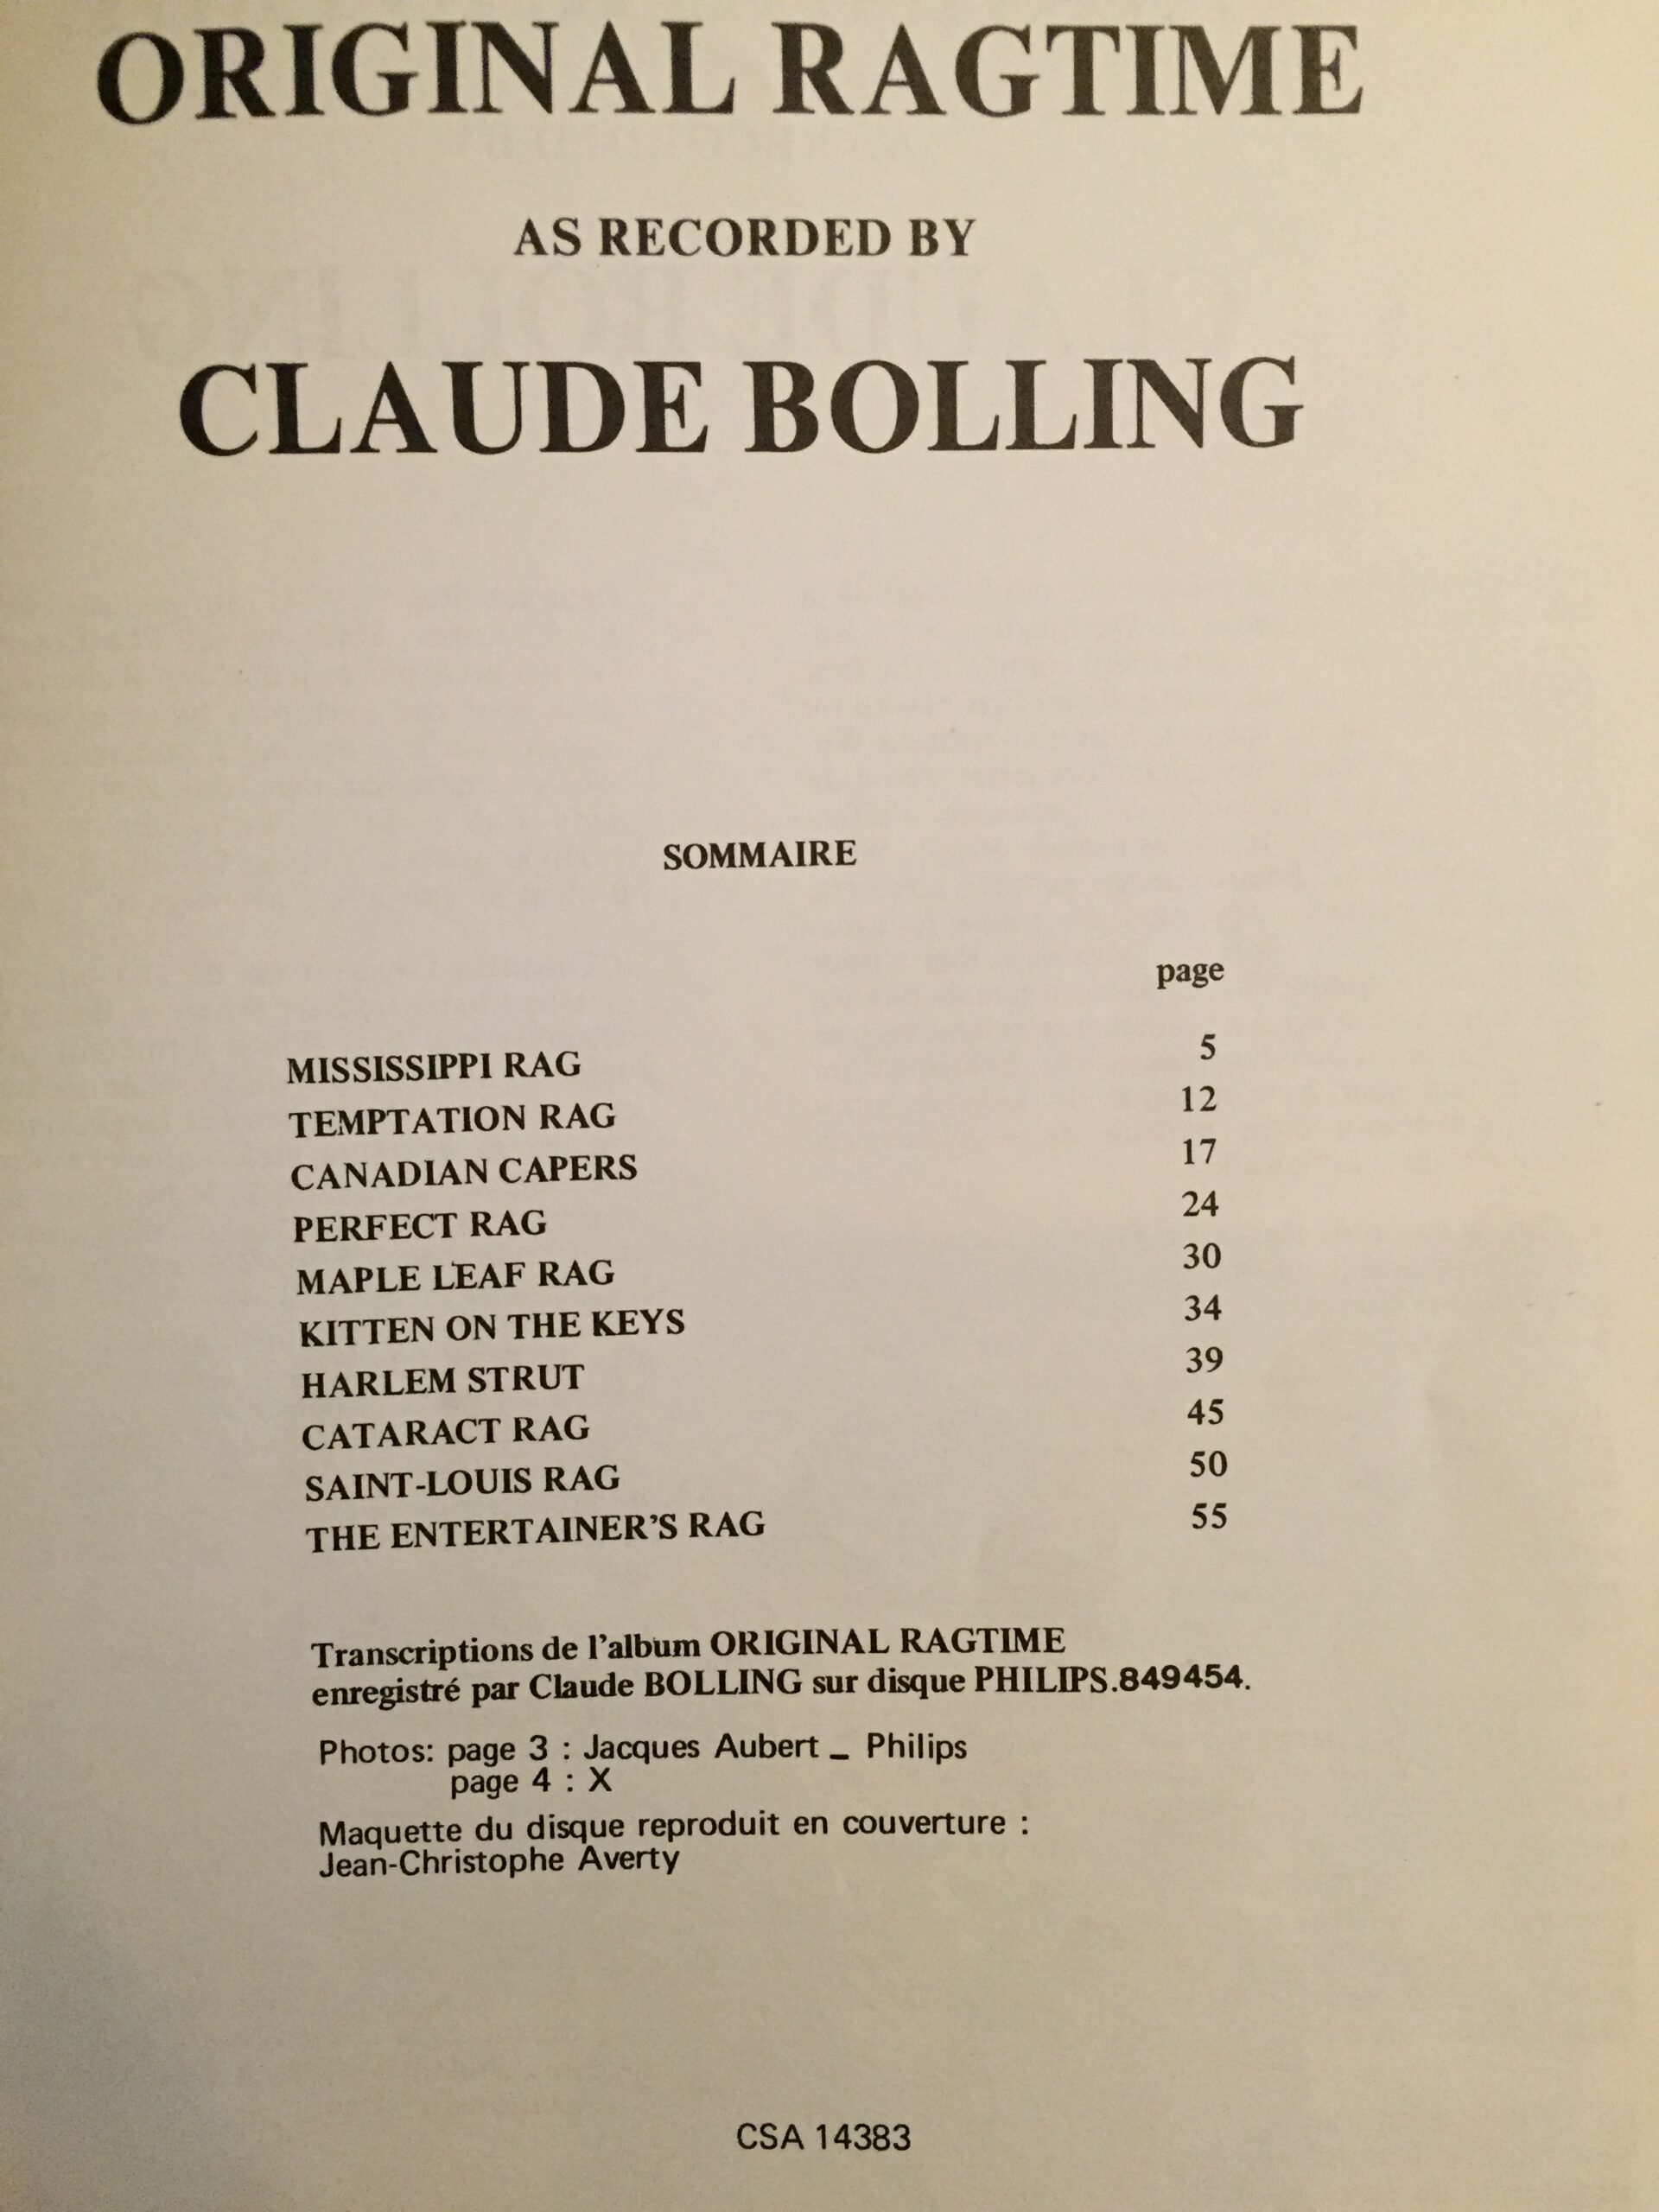 ORIGINAL RAGTIME
AS RECORDED BY
CLAUDE BOLLING
SOMMAIRE
page
MISSISSIPPI RAG 5
TEMPTATION RAG 12
CANADIAN CAPERS 17
PERFECT RAG 24
MAPLE LEAF RAG 30
KITTEN ON THE KEYS 34
HARLEM STRUT 39
CATARACT RAG 45
SAINT-LOUIS RAG 50
THE ENTERTAINER'S RAG 55
Transcriptions de l'album ORIGINAL RAGTIME
enregistré par Claude BOLLING sur disque PHILIPS.849454.
Photos: page 3 : Jacques Aubert _ Philips
page 4 : X
Maquette du disque reproduit en couverture :
Jean-Christophe Averty
CSA 14383